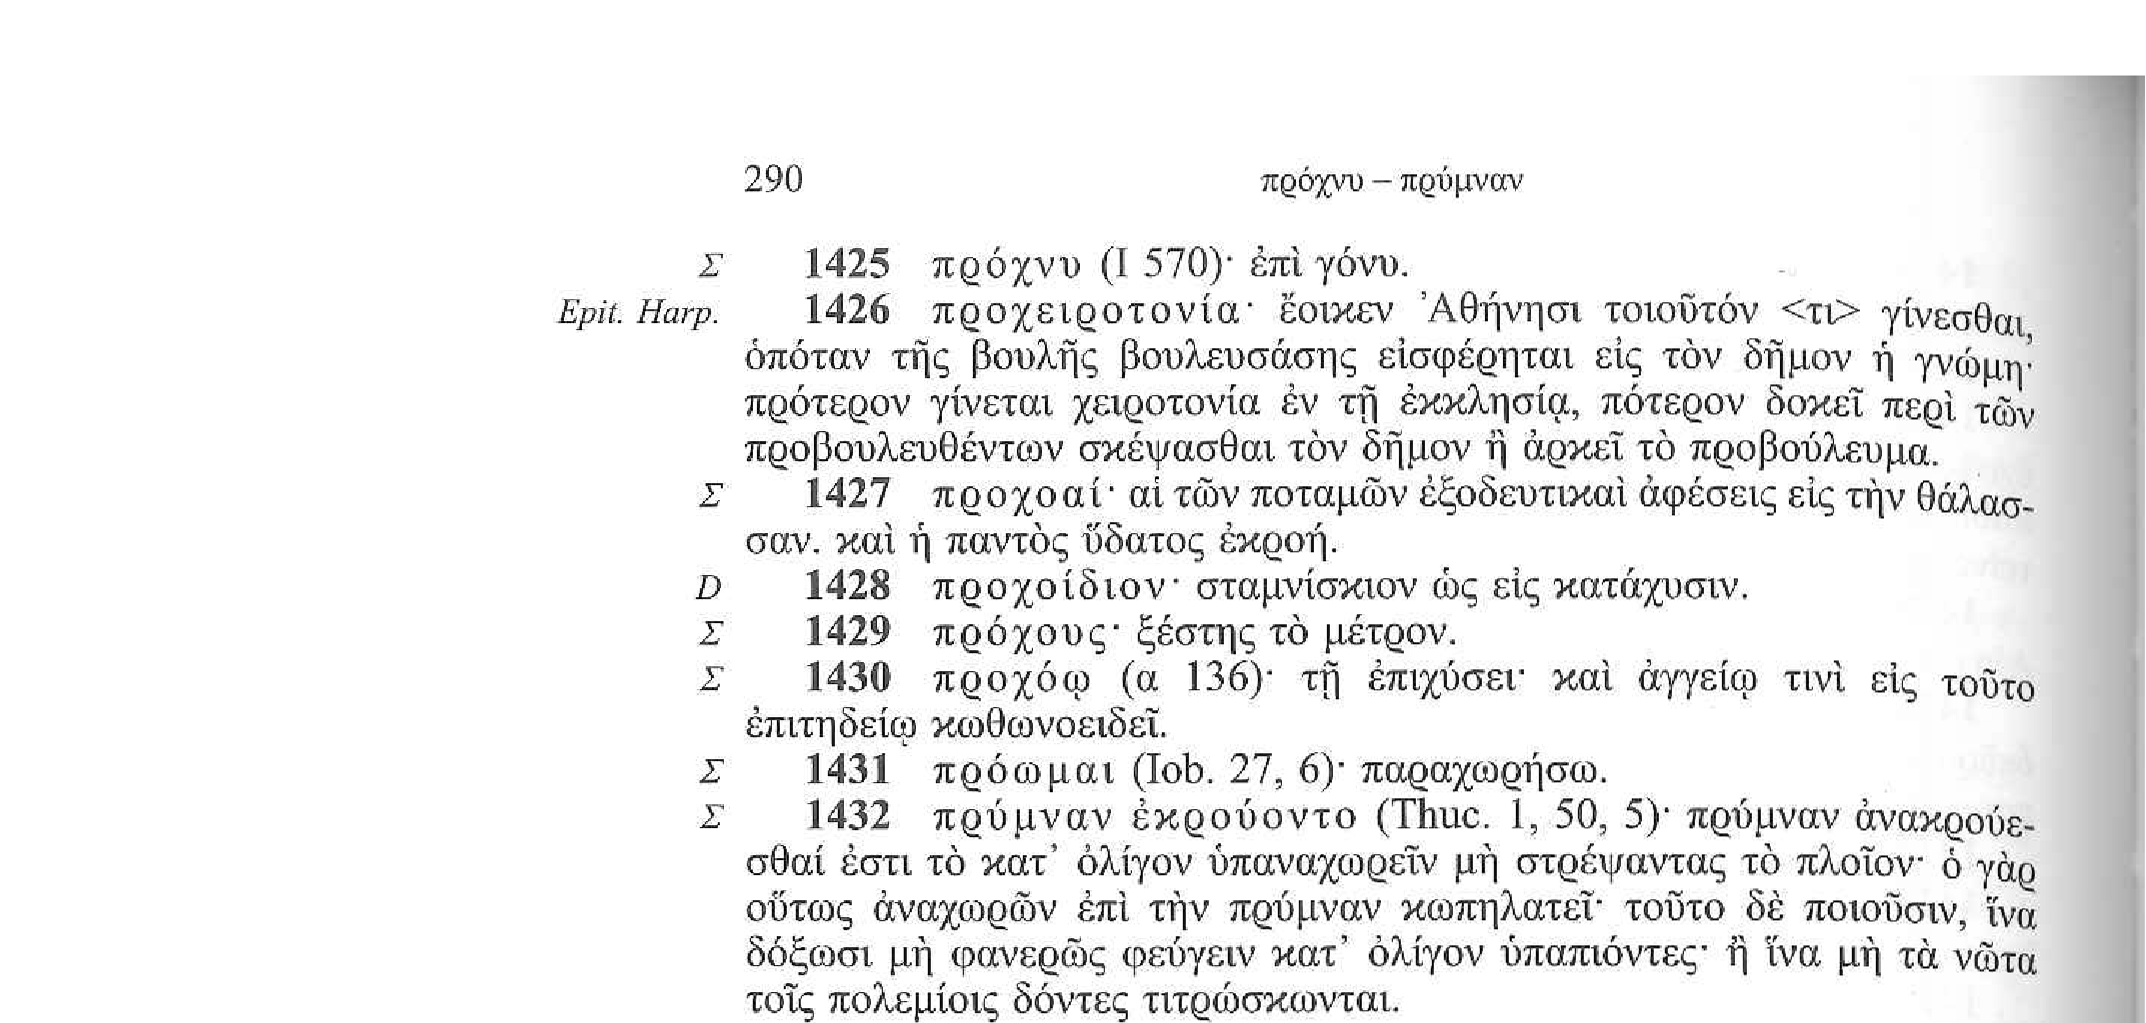 290 πρόχνυ – πρύμναν
Σ 1425 πρόχνυ (I 570)· ἐπὶ γόνυ.
Epit. Harp. 1426 προχειροτονία· ἔοικεν Ἀθήνησι τοιοῦτόν <τι> γίνεσθαι,
ὁπόταν τῆς βουλῆς βουλευσάσης εἰσφέρηται εἰς τὸν δῆμον ἡ γνώμη·
πρότερον γίνεται χειροτονία ἐν τῇ ἐκκλησίᾳ, πότερον δοκεῖ περὶ τῶν
προβουλευθέντων σκέψασθαι τὸν δῆμον ἢ ἀρκεῖ τὸ προβούλευμα.
Σ 1427 προχοαί· αἱ τῶν ποταμῶν ἐξοδευτικαὶ ἀφέσεις εἰς τὴν θάλασ-
σαν. καὶ ἡ παντὸς ὕδατος ἐκροή.
D 1428 προχοίδιον· σταμνίσκιον ὡς εἰς κατάχυσιν.
Σ 1429 πρόχους· ξέστης τὸ μέτρον.
Σ 1430 προχόῳ (α 136)· τῇ ἐπιχύσει· καὶ ἀγγείῳ τινὶ εἰς τοῦτο
ἐπιτηδείῳ κωθωνοειδεῖ.
Σ 1431 πρόωμαι (Iob. 27, 6)· παραχωρήσω.
Σ 1432 πρύμναν ἐκρούοντο (Thuc. 1, 50, 5)· πρύμναν ἀνακρούε-
σθαί ἐστι τὸ κατ’ ὀλίγον ὑπαναχωρεῖν μὴ στρέψαντας τὸ πλοῖον· ὁ γὰρ
οὕτως ἀναχωρῶν ἐπὶ τὴν πρύμναν κωπηλατεῖ· τοῦτο δὲ ποιοῦσιν, ἵνα
δόξωσι μὴ φανερῶς φεύγειν κατ’ ὀλίγον ὑπαπιόντες· ἢ ἵνα μὴ τὰ νῶτα
τοῖς πολεμίοις δόντες τιτρώσκωνται.